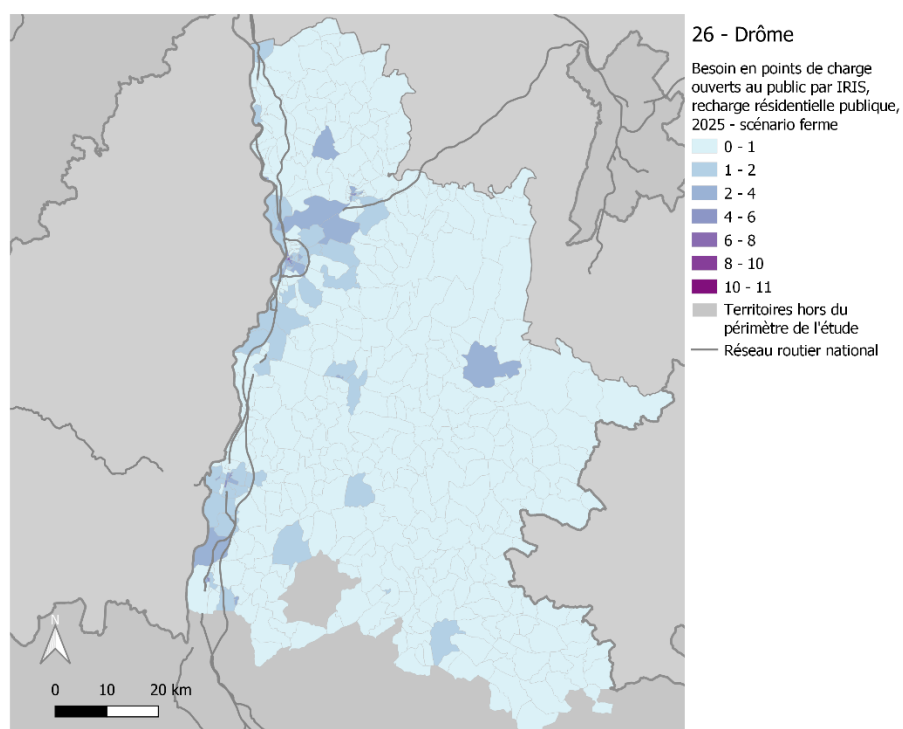 26 - Drôme
Besoin en points de charge
ouverts au public par IRIS,
recharge résidentielle publique,
2025 - scénario ferme
0 - 1
1 - 2
2 - 4
4 - 6
6 - 8
8 - 10
10 - 11
Territoires hors du
périmètre de l'étude
Réseau routier national
N
0 10 20 km